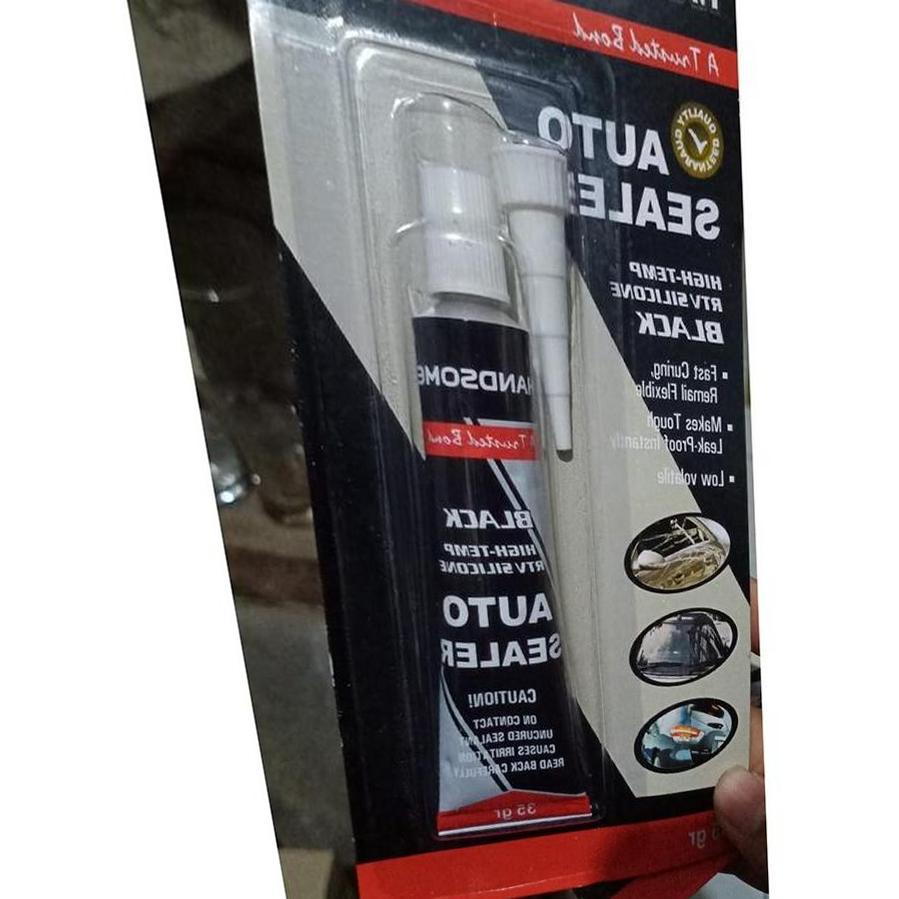 A Trusted Bond
QUALITY GUARANTEED
AUTO
SEALE
HIGH-TEMP
RTV SILICONE
BLACK
Fast Curing,
Remail Flexible
Makes Tough
Leak-Proof Instantly
Low volatile
HANDSOME
A Trusted Bond
BLACK
HIGH-TEMP
RTV SILICONE
AUTO
SEALER
CAUTION!
ON CONTACT
UNCURED SEALANT
CAUSES IRRITATION
READ BACK CAREFULLY
35 gr
gr